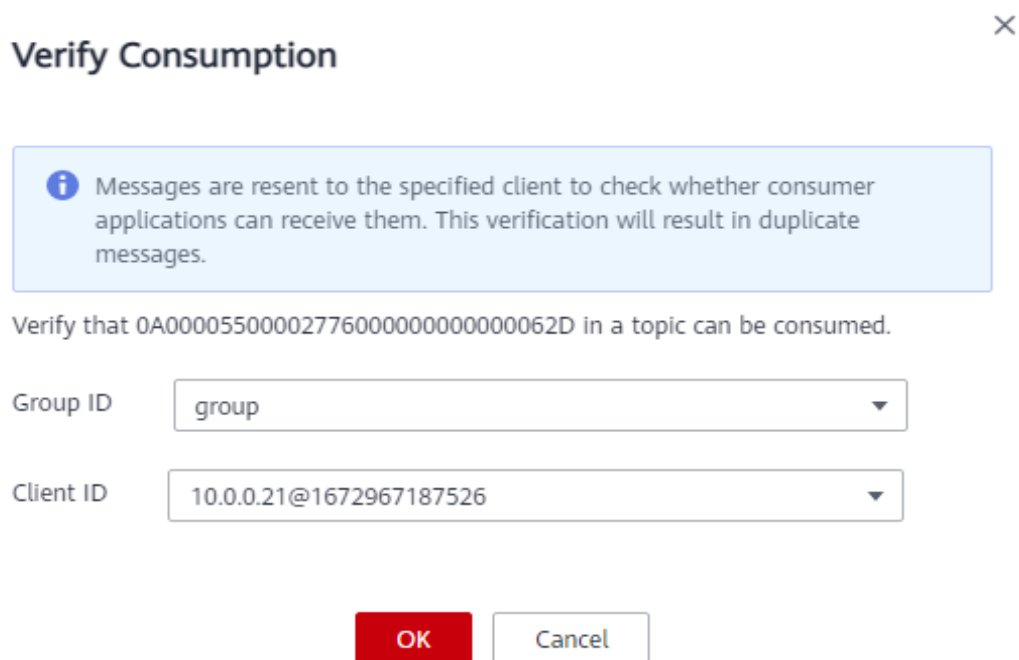 Verify Consumption
Messages are resent to the specified client to check whether consumer
applications can receive them. This verification will result in duplicate
messages.
Verify that 0A00005500002776000000000000062D in a topic can be consumed.
Group ID
group
Client ID
10.0.0.21@1672967187526
OK
Cancel